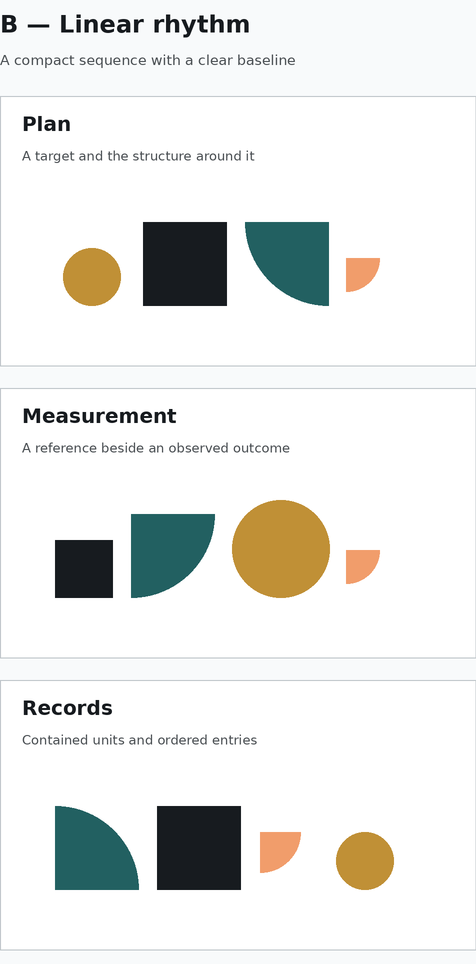 B — Linear rhythm
A compact sequence with a clear baseline
Plan
A target and the structure around it
Measurement
A reference beside an observed outcome
Records
Contained units and ordered entries